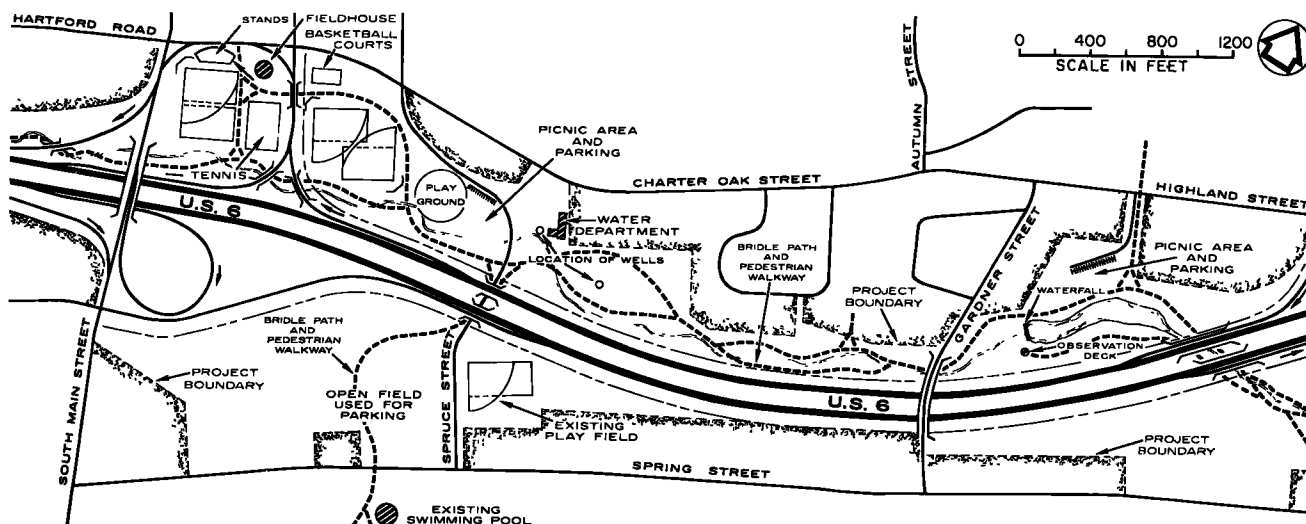 HARTFORD ROAD
STANDS
FIELDHOUSE
BASKETBALL
COURTS
AUTUMN STREET
0 400 800 1200
SCALE IN FEET
PICNIC AREA
AND
PARKING
TENNIS
PLAY
GROUND
CHARTER OAK STREET
HIGHLAND STREET
U.S. 6
WATER
DEPARTMENT
LOCATION OF WELLS
BRIDLE PATH
AND
PEDESTRIAN
WALKWAY
PROJECT
BOUNDARY
GARDNER STREET
PICNIC AREA
AND
PARKING
WATERFALL
OBSERVATION
DECK
SOUTH MAIN STREET
PROJECT
BOUNDARY
BRIDLE PATH
AND
PEDESTRIAN
WALKWAY
OPEN FIELD
USED FOR
PARKING
SPRUCE STREET
EXISTING
PLAY FIELD
U.S. 6
SPRING STREET
PROJECT
BOUNDARY
EXISTING
SWIMMING POOL